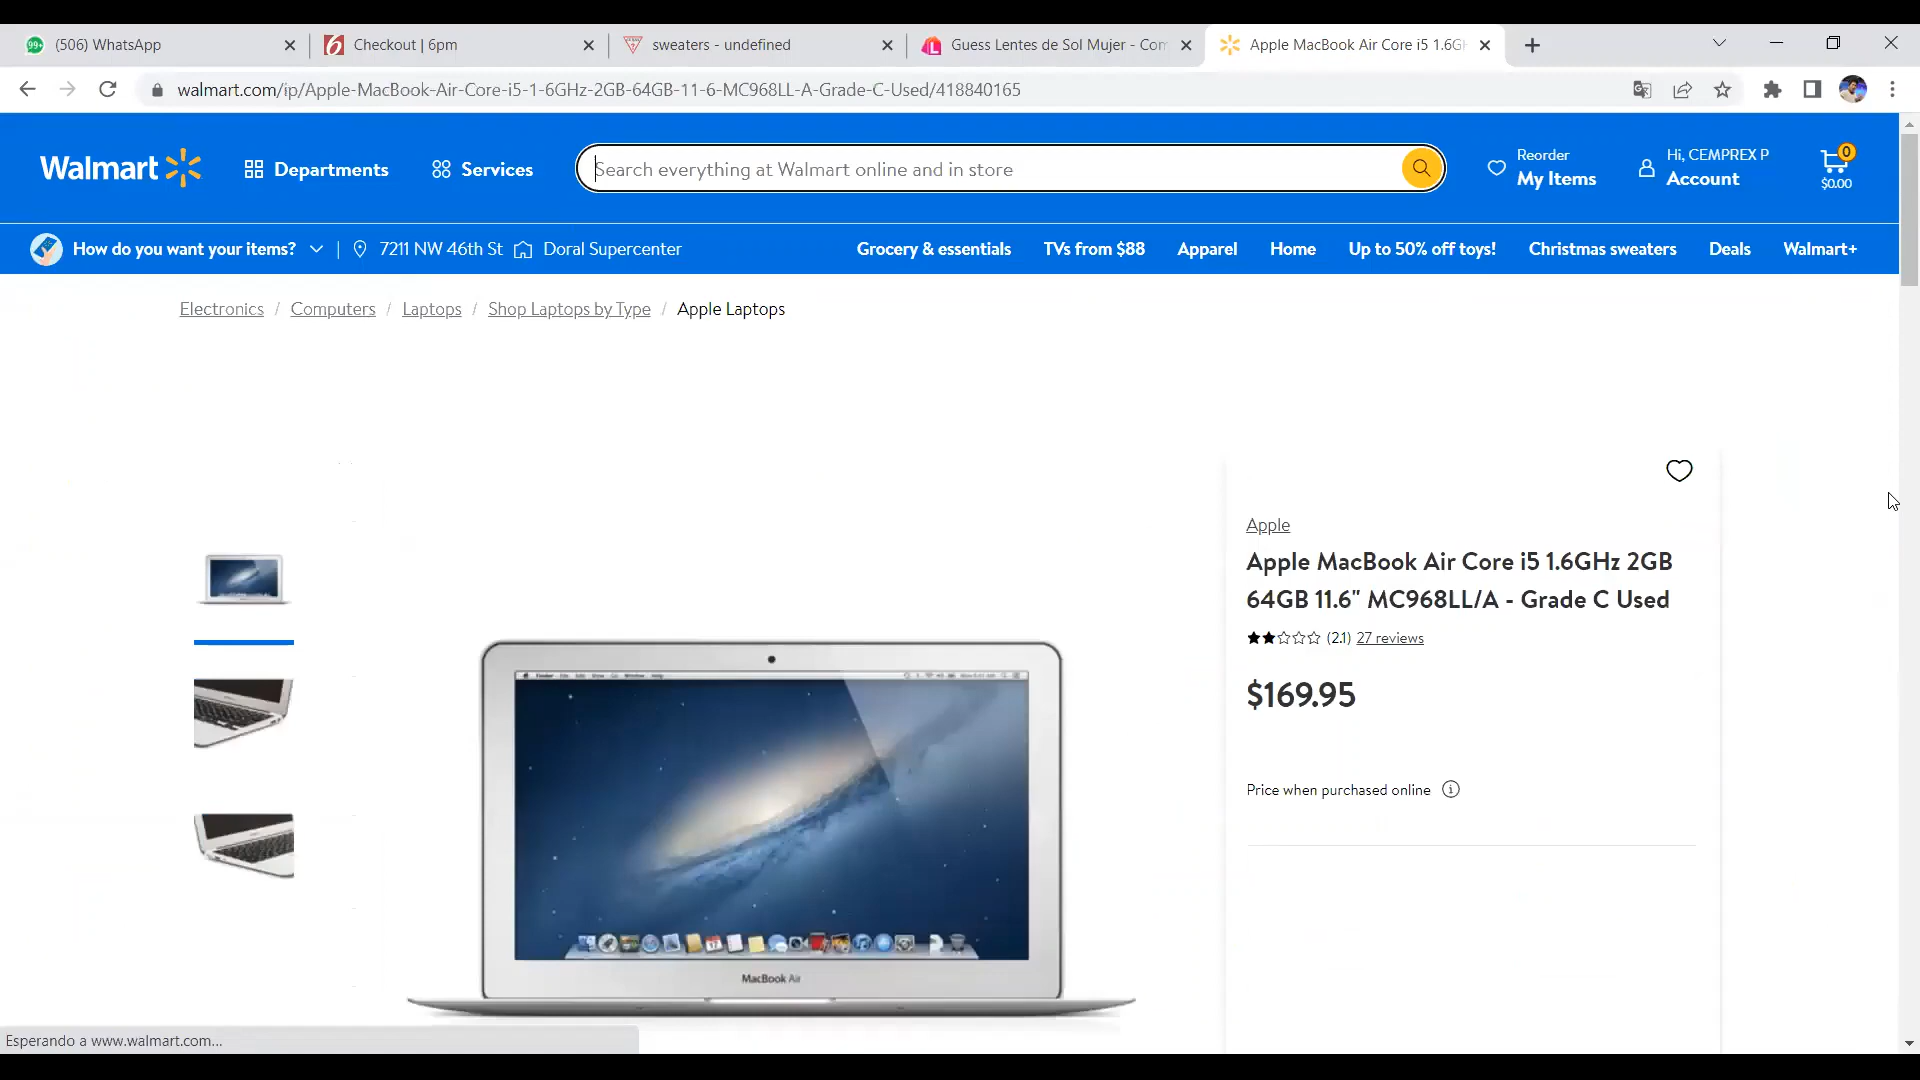 99+ (506) WhatsApp
Checkout | 6pm
sweaters - undefined
Guess Lentes de Sol Mujer - Com
Apple MacBook Air Core i5 1.6GH
walmart.com/ip/Apple-MacBook-Air-Core-i5-1-6GHz-2GB-64GB-11-6-MC968LL-A-Grade-C-Used/418840165
Walmart
Departments
Services
Search everything at Walmart online and in store
Reorder
My Items
Hi, CEMPREX P
Account
0
$0.00
How do you want your items?
7211 NW 46th St
Doral Supercenter
Grocery & essentials
TVs from $88
Apparel
Home
Up to 50% off toys!
Christmas sweaters
Deals
Walmart+
Electronics / Computers / Laptops / Shop Laptops by Type / Apple Laptops
Apple
Apple MacBook Air Core i5 1.6GHz 2GB
64GB 11.6" MC968LL/A - Grade C Used
(2.1) 27 reviews
$169.95
Price when purchased online
MacBook Air
Esperando a www.walmart.com...